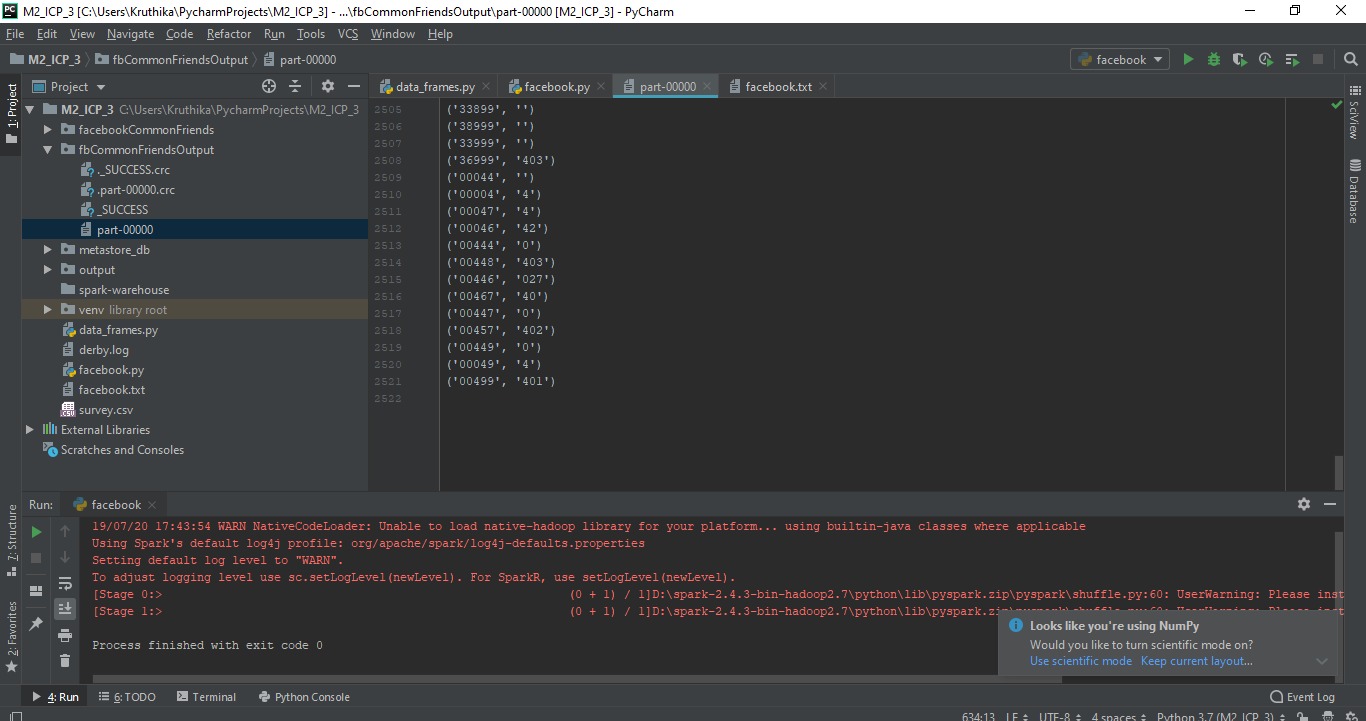 M2_ICP_3 [C:\Users\Kruthika\PycharmProjects\M2_ICP_3] - ...\fbCommonFriendsOutput\part-00000 [M2_ICP_3] - PyCharm
File Edit View Navigate Code Refactor Run Tools VCS Window Help
M2_ICP_3 fbCommonFriendsOutput part-00000
facebook
Project
data_frames.py facebook.py part-00000 facebook.txt
1: Project
M2_ICP_3 C:\Users\Kruthika\PycharmProjects\M2_ICP_3
facebookCommonFriends
fbCommonFriendsOutput
._SUCCESS.crc
.part-00000.crc
_SUCCESS
part-00000
metastore_db
output
spark-warehouse
venv library root
data_frames.py
derby.log
facebook.py
facebook.txt
survey.csv
External Libraries
Scratches and Consoles
2505 ('33899', '')
2506 ('38999', '')
2507 ('33999', '')
2508 ('36999', '403')
2509 ('00044', '')
2510 ('00004', '4')
2511 ('00047', '4')
2512 ('00046', '42')
2513 ('00444', '0')
2514 ('00448', '403')
2515 ('00446', '027')
2516 ('00467', '40')
2517 ('00447', '0')
2518 ('00457', '402')
2519 ('00449', '0')
2520 ('00049', '4')
2521 ('00499', '401')
2522
SciView
Database
Run: facebook
7: Structure
2: Favorites
19/07/20 17:43:54 WARN NativeCodeLoader: Unable to load native-hadoop library for your platform... using builtin-java classes where applicable
Using Spark's default log4j profile: org/apache/spark/log4j-defaults.properties
Setting default log level to "WARN".
To adjust logging level use sc.setLogLevel(newLevel). For SparkR, use setLogLevel(newLevel).
[Stage 0:> (0 + 1) / 1]D:\spark-2.4.3-bin-hadoop2.7\python\lib\pyspark.zip\pyspark\shuffle.py:60: UserWarning: Please inst
[Stage 1:> (0 + 1) / 1]D:\spark-2.4.3-bin-hadoop2.7\python\lib\pyspark.zip
Process finished with exit code 0
Looks like you're using NumPy
Would you like to turn scientific mode on?
Use scientific mode Keep current layout...
4: Run 6: TODO Terminal Python Console Event Log
634:13 LF UTF-8 4 spaces Python 3.7 (M2_ICP_3)